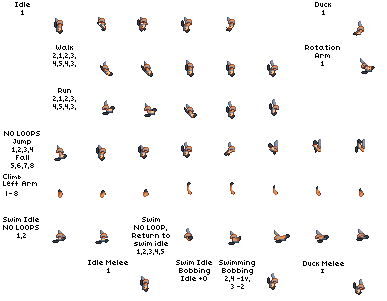 Idle
1
Duck
1
Walk
2,1,2,3,
4,5,4,3,
Rotation
Arm
1
Run
2,1,2,3,
4,5,4,3,
NO LOOPS
Jump
1,2,3,4
Fall
5,6,7,8
Climb
Left Arm
1-8
Swim Idle
NO LOOPS
1,2
Swim
NO LOOP,
Return to
swim idle
1,2,3,4,5
Swim Idle
Bobbing
Idle +0
Swimming
Bobbing
2,4 -1v,
3 -2
Idle Melee
1
Duck Melee
1